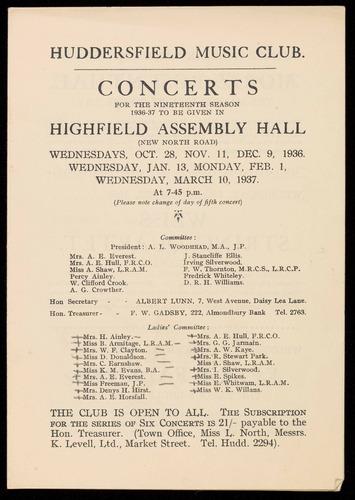 HUDDERSFIELD MUSIC CLUB.
CONCERTS
FOR THE NINETEENTH SEASON
1936-37 TO BE GIVEN IN
HIGHFIELD ASSEMBLY HALL
(NEW NORTH ROAD)
WEDNESDAYS, OCT. 28, NOV. 11, DEC. 9, 1936.
WEDNESDAY, JAN. 13, MONDAY, FEB. 1,
WEDNESDAY, MARCH 10, 1937.
At 7-45 p.m.
(Please note change of day of fifth concert)
Committee:
President: A. L. WOODHEAD, M.A., J.P.
Mrs. A. E. Everest. J. Stancliffe Ellis.
Mrs. A. E. Hull, F.R.C.O. Irving Silverwood.
Miss A. Shaw, L.R.A.M. F. W. Thornton, M.R.C.S., L.R.C.P.
Percy Ainley. Fredrick Whiteley.
W. Clifford Crook. D. R. H. Williams.
A. G. Crowther.
Hon Secretary - - ALBERT LUNN, 7, West Avenue, Daisy Lea Lane.
Hon. Treasurer- - F. W. GADSBY, 222, Almondbury Bank Tel. 2763.
Ladies' Committee:
Mrs. H. Ainley. Mrs. A. E. Hull, F.R.C.O.
Miss B. Armitage, L.R.A.M. Mrs. G. G. Jarmain.
Mrs. W. F. Clayton. Mrs. A. W. Kaye.
Miss D. Donaldson. Mrs. R. Stewart Park.
Mrs. C. Earnshaw. Miss A. Shaw, L.R.A.M.
Miss K. M. Evans, B.A. Mrs. I. Silverwood.
Mrs. A. E. Everest. Miss E. Spikes.
Miss Freeman, J.P. Miss E. Whitwam, L.R.A.M.
Mrs. Denys H. Hirst. Miss W. K. Willans.
Mrs. A. E. Horsfall.
THE CLUB IS OPEN TO ALL. THE SUBSCRIPTION
FOR THE SERIES OF SIX CONCERTS IS 21/- payable to the
Hon. Treasurer. (Town Office, Miss L. North, Messrs.
K. Levell, Ltd., Market Street. Tel. Hudd. 2294).